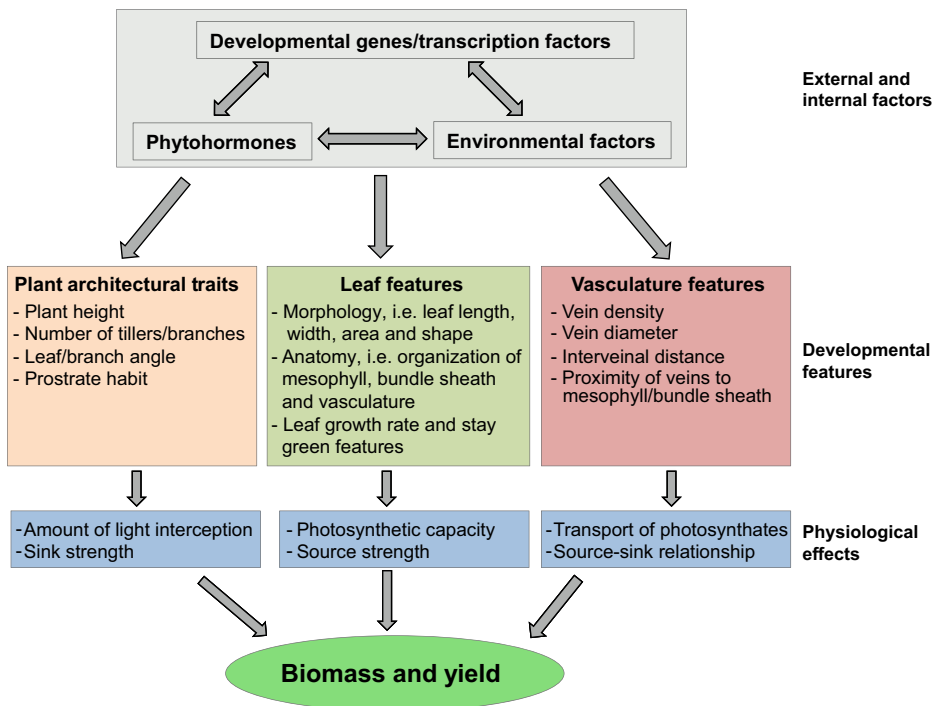 Developmental genes/transcription factors
Phytohormones
Environmental factors
External and
internal factors
Plant architectural traits
- Plant height
- Number of tillers/branches
- Leaf/branch angle
- Prostrate habit
Leaf features
- Morphology, i.e. leaf length,
width, area and shape
- Anatomy, i.e. organization of
mesophyll, bundle sheath
and vasculature
- Leaf growth rate and stay
green features
Vasculature features
- Vein density
- Vein diameter
- Interveinal distance
- Proximity of veins to
mesophyll/bundle sheath
Developmental
features
-Amount of light interception
-Sink strength
- Photosynthetic capacity
- Source strength
-Transport of photosynthates
-Source-sink relationship
Physiological
effects
Biomass and yield